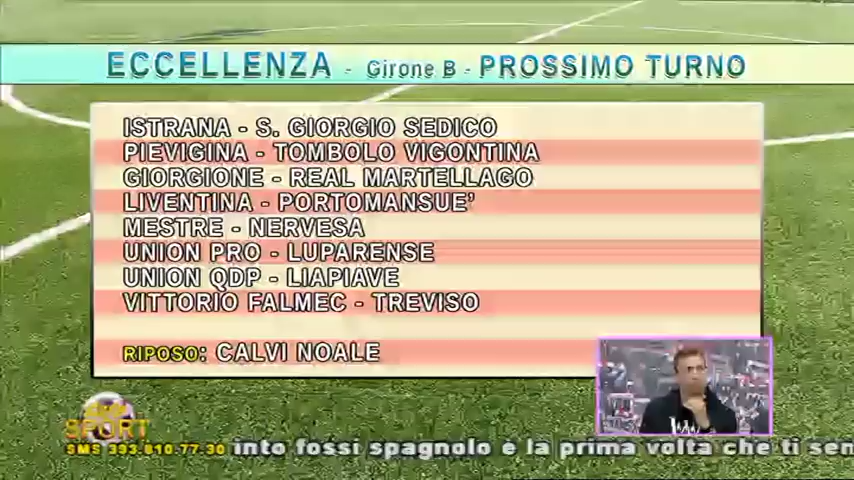 ECCELLENZA - Girone B - PROSSIMO TURNO
ISTRANA - S. GIORGIO SEDICO
PIEVIGINA - TOMBOLO VIGONTINA
GIORGIONE - REAL MARTELLAGO
LIVENTINA - PORTOMANSUE'
MESTRE - NERVESA
UNION PRO - LUPARENSE
UNION QDP - LIAPIAVE
VITTORIO FALMEC - TREVISO
RIPOSO: CALVI NOALE
SPORT
SMS 393.610.77.30 into fossi spagnolo è la prima volta che ti sen